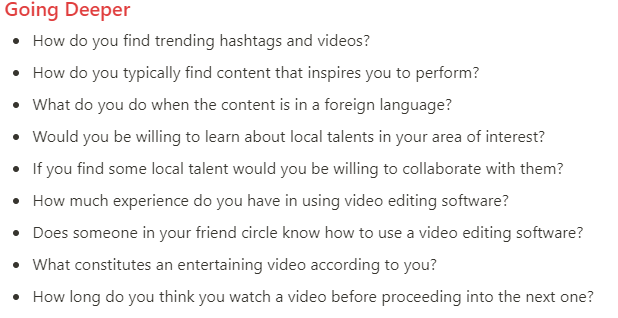 Going Deeper
• How do you find trending hashtags and videos?
• How do you typically find content that inspires you to perform?
• What do you do when the content is in a foreign language?
• Would you be willing to learn about local talents in your area of interest?
• If you find some local talent would you be willing to collaborate with them?
• How much experience do you have in using video editing software?
• Does someone in your friend circle know how to use a video editing software?
• What constitutes an entertaining video according to you?
• How long do you think you watch a video before proceeding into the next one?